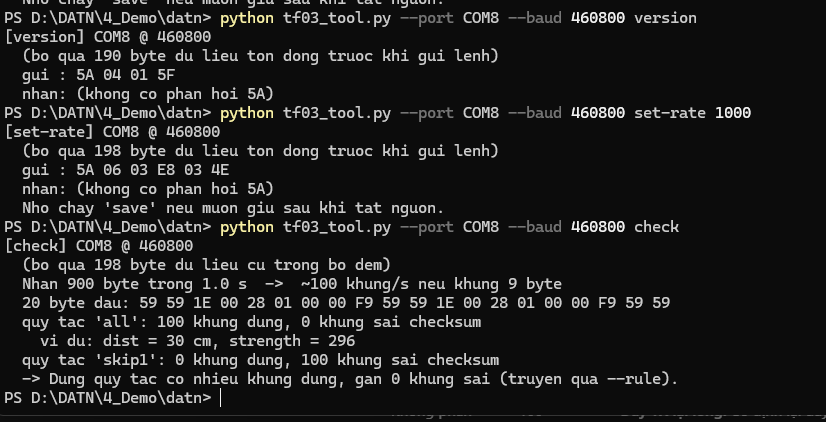 Nho chay 'save' neu muon giu sau khi tat nguon.
PS D:\DATN\4_Demo\datn> python tf03_tool.py --port COM8 --baud 460800 version
[version] COM8 @ 460800
  (bo qua 190 byte du lieu ton dong truoc khi gui lenh)
  gui : 5A 04 01 5F
  nhan: (khong co phan hoi 5A)
PS D:\DATN\4_Demo\datn> python tf03_tool.py --port COM8 --baud 460800 set-rate 1000
[set-rate] COM8 @ 460800
  (bo qua 198 byte du lieu ton dong truoc khi gui lenh)
  gui : 5A 06 03 E8 03 4E
  nhan: (khong co phan hoi 5A)
  Nho chay 'save' neu muon giu sau khi tat nguon.
PS D:\DATN\4_Demo\datn> python tf03_tool.py --port COM8 --baud 460800 check
[check] COM8 @ 460800
  (bo qua 198 byte du lieu cu trong bo dem)
  Nhan 900 byte trong 1.0 s  ->  ~100 khung/s neu khung 9 byte
  20 byte dau: 59 59 1E 00 28 01 00 00 F9 59 59 1E 00 28 01 00 00 F9 59 59
  quy tac 'all': 100 khung dung, 0 khung sai checksum
    vi du: dist = 30 cm, strength = 296
  quy tac 'skip1': 0 khung dung, 100 khung sai checksum
  -> Dung quy tac co nhieu khung dung, gan 0 khung sai (truyen qua --rule).
PS D:\DATN\4_Demo\datn>